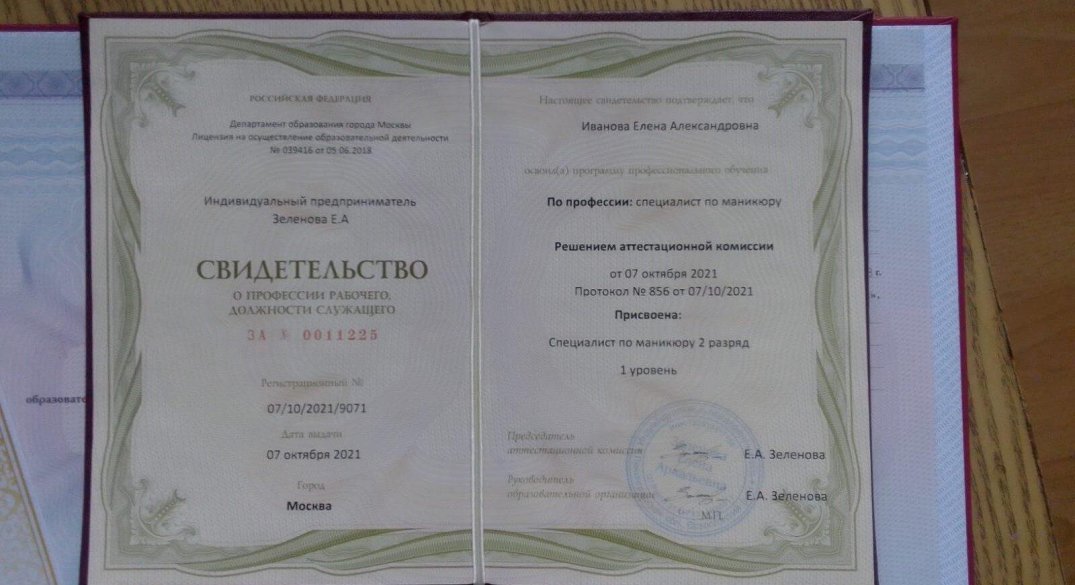 РОССИЙСКАЯ ФЕДЕРАЦИЯ
Департамент образования города Москвы
Лицензия на осуществление образовательной деятельности
№ 039416 от 05.06.2018
Индивидуальный предприниматель
Зеленова Е.А
СВИДЕТЕЛЬСТВО
О ПРОФЕССИИ РАБОЧЕГО,
ДОЛЖНОСТИ СЛУЖАЩЕГО
ЗА № 0011225
Регистрационный №
07/10/2021/9071
Дата выдачи
07 октября 2021
Город
Москва
Настоящее свидетельство подтверждает, что
Иванова Елена Александровна
освоил(а) программу профессионального обучения
По профессии: специалист по маникюру
Решением аттестационной комиссии
от 07 октября 2021
Протокол № 856 от 07/10/2021
Присвоена:
Специалист по маникюру 2 разряд
1 уровень
Председатель
аттестационной комиссии
Е.А. Зеленова
Руководитель
образовательной организации
Е.А. Зеленова
М.П.
образовате